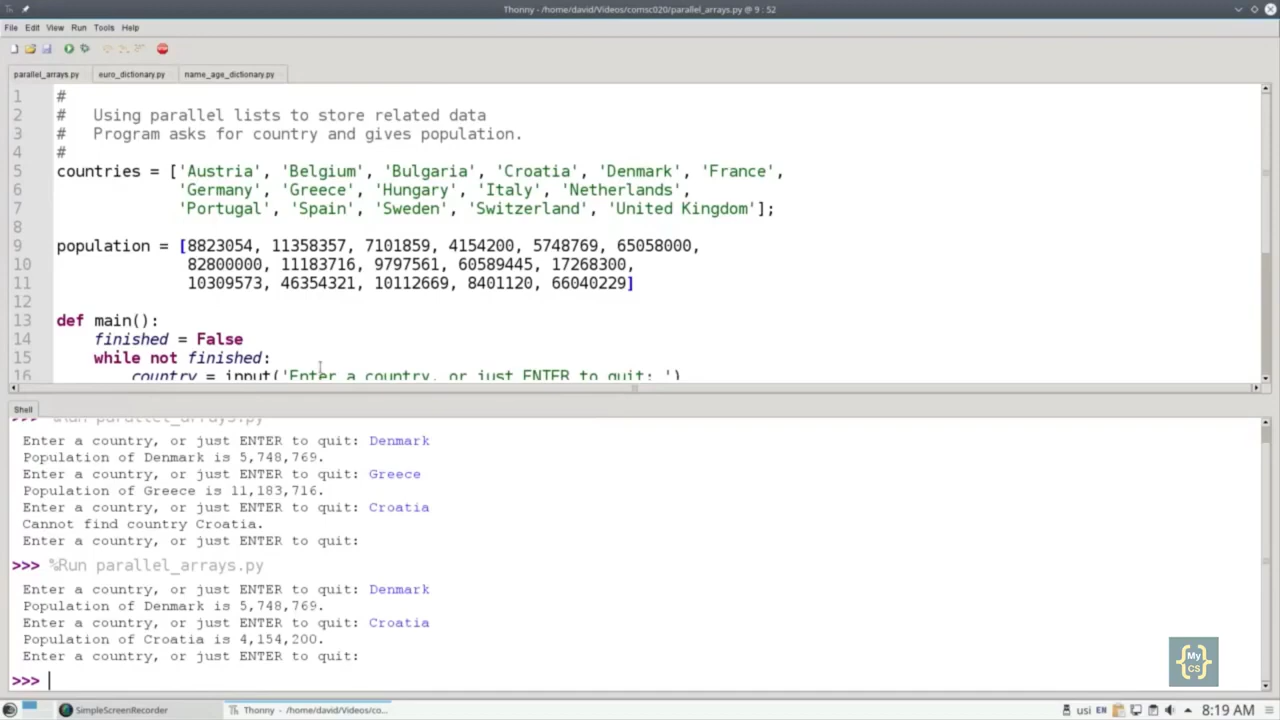 Thonny - /home/david/Videos/comsc020/parallel_arrays.py @ 9 : 52
File Edit View Run Tools Help
parallel_arrays.py euro_dictionary.py name_age_dictionary.py
1 #
2 #   Using parallel lists to store related data
3 #   Program asks for country and gives population.
4 #
5 countries = ['Austria', 'Belgium', 'Bulgaria', 'Croatia', 'Denmark', 'France',
6              'Germany', 'Greece', 'Hungary', 'Italy', 'Netherlands',
7              'Portugal', 'Spain', 'Sweden', 'Switzerland', 'United Kingdom'];
8
9 population = [8823054, 11358357, 7101859, 4154200, 5748769, 65058000,
10               82800000, 11183716, 9797561, 60589445, 17268300,
11               10309573, 46354321, 10112669, 8401120, 66040229]
12
13 def main():
14     finished = False
15     while not finished:
16         country = input('Enter a country, or just ENTER to quit: ')
Shell
>>> %Run parallel_arrays.py
Enter a country, or just ENTER to quit: Denmark
Population of Denmark is 5,748,769.
Enter a country, or just ENTER to quit: Greece
Population of Greece is 11,183,716.
Enter a country, or just ENTER to quit: Croatia
Cannot find country Croatia.
Enter a country, or just ENTER to quit:
>>> %Run parallel_arrays.py
Enter a country, or just ENTER to quit: Denmark
Population of Denmark is 5,748,769.
Enter a country, or just ENTER to quit: Croatia
Population of Croatia is 4,154,200.
Enter a country, or just ENTER to quit:
>>>
{My CS}
SimpleScreenRecorder Thonny - /home/david/Videos/co... usi EN 8:19 AM